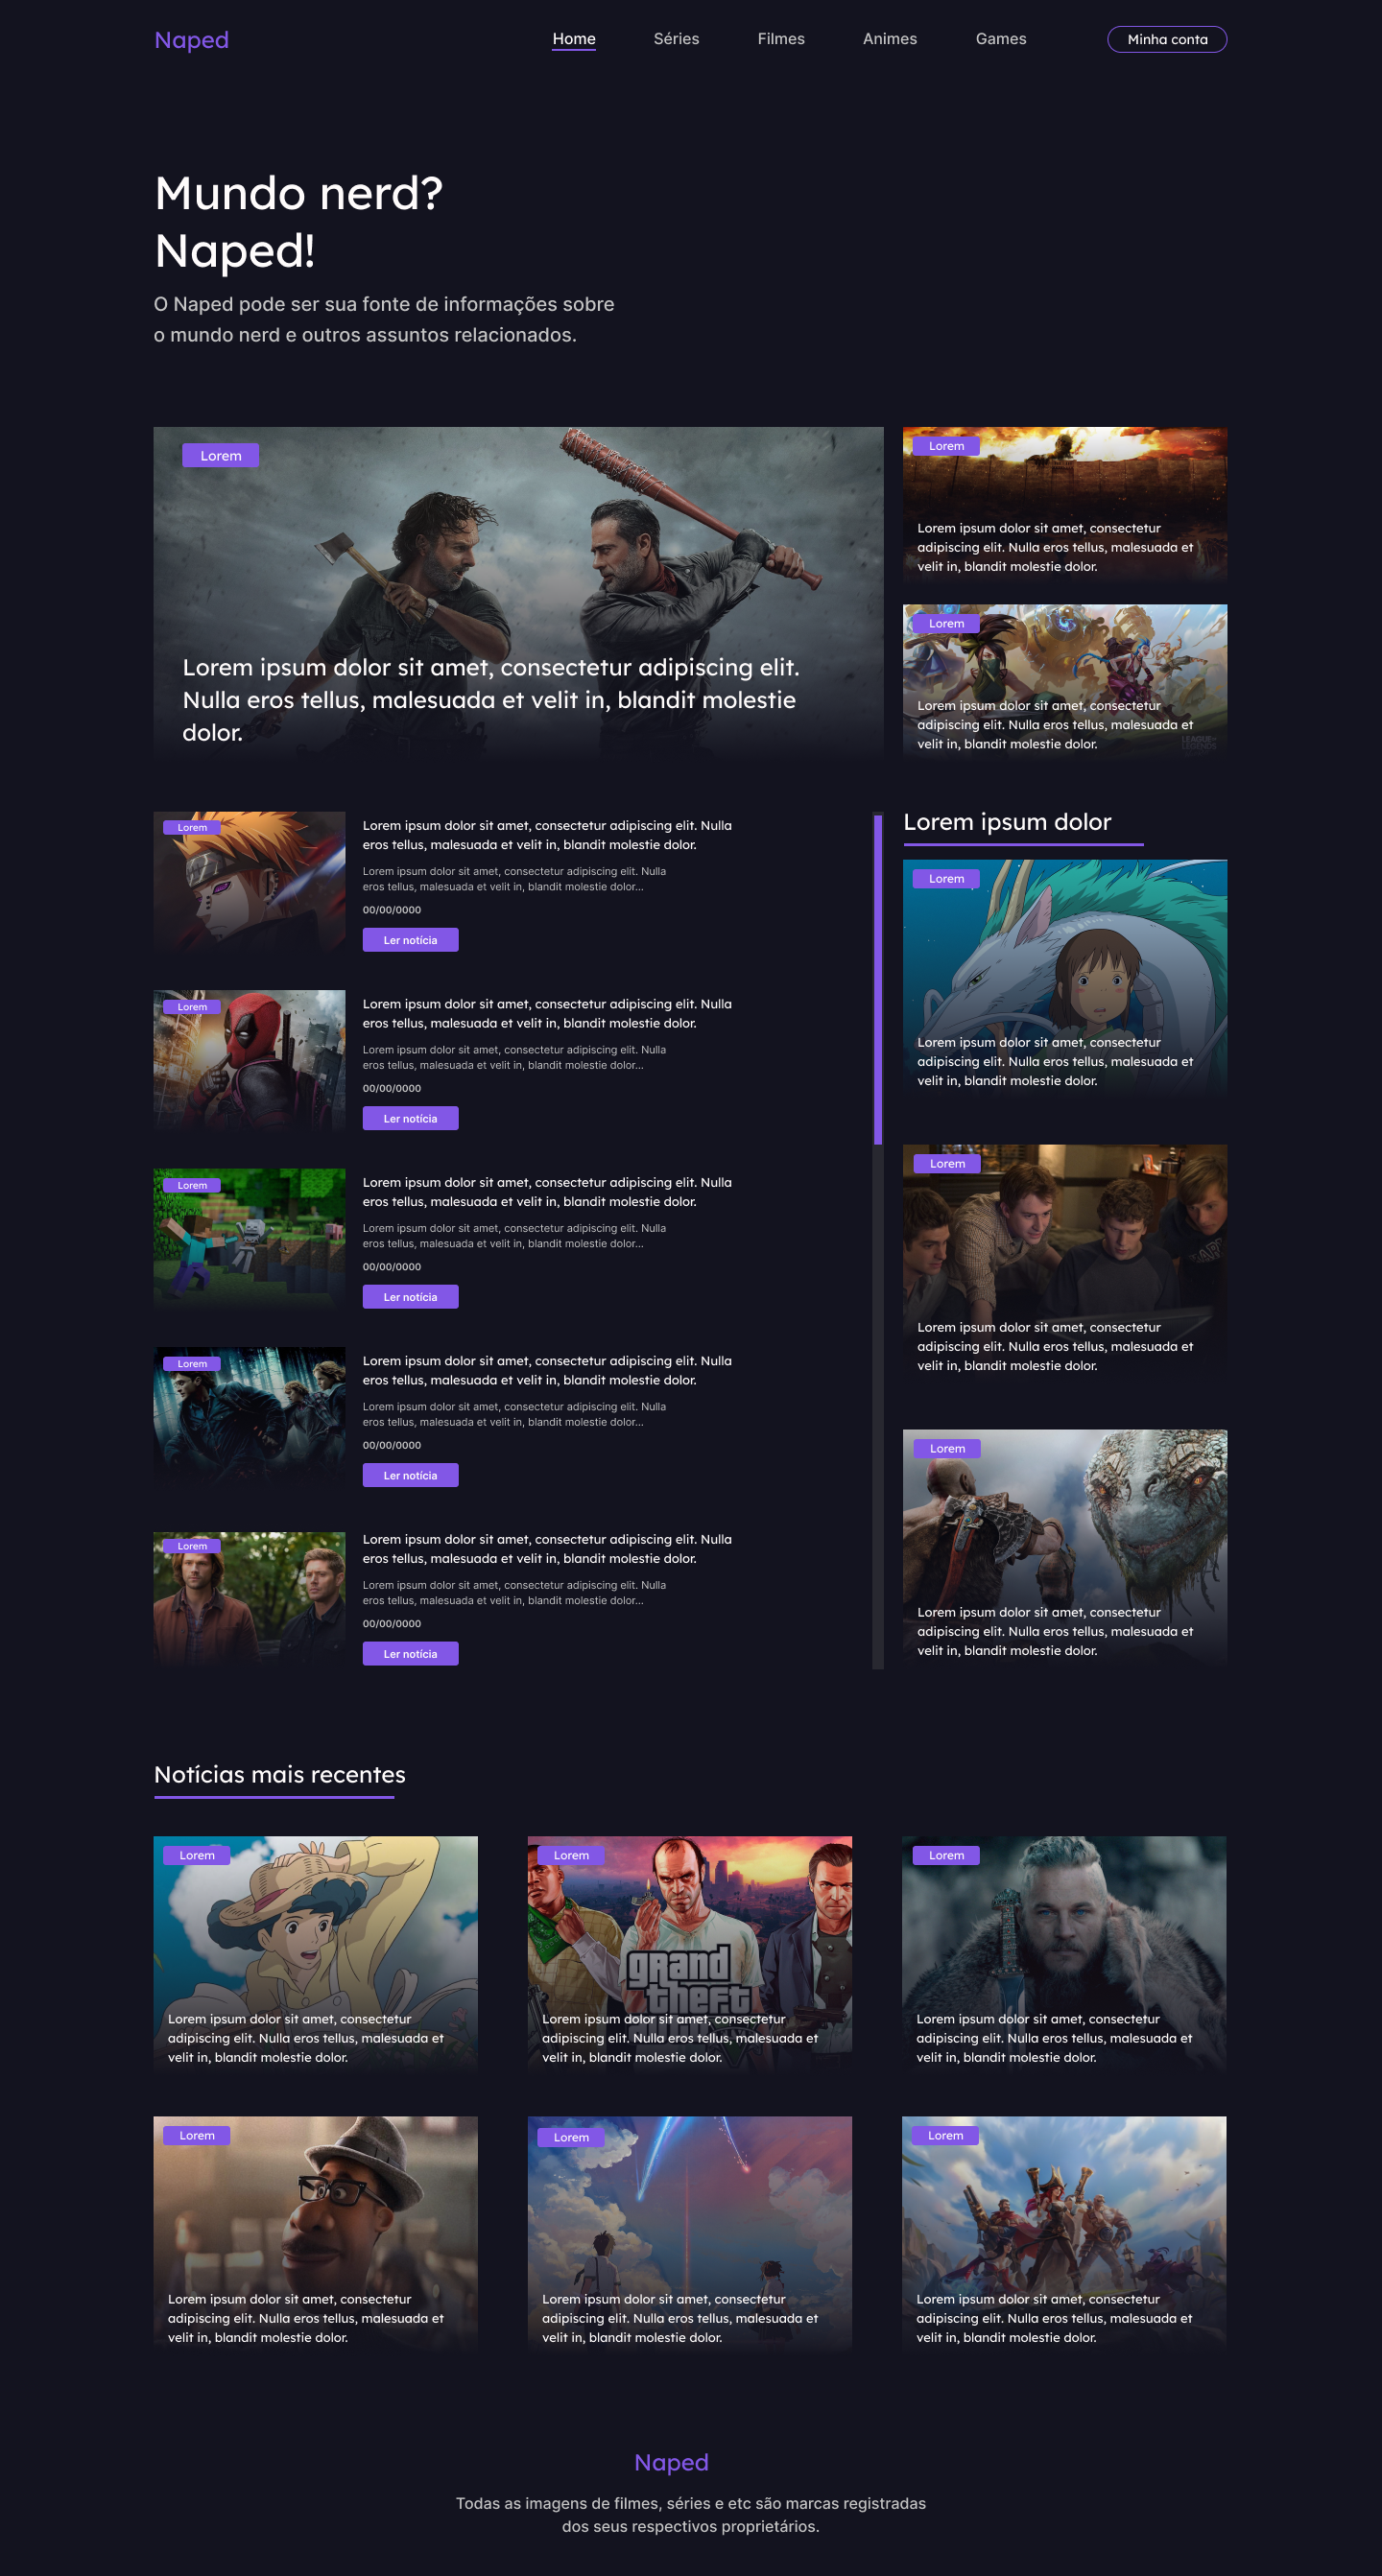 Naped
Home
Séries
Filmes
Animes
Games
Minha conta
Mundo nerd?
Naped!
O Naped pode ser sua fonte de informações sobre
o mundo nerd e outros assuntos relacionados.
Lorem
Lorem ipsum dolor sit amet, consectetur adipiscing elit.
Nulla eros tellus, malesuada et velit in, blandit molestie
dolor.
Lorem
Lorem ipsum dolor sit amet, consectetur
adipiscing elit. Nulla eros tellus, malesuada et
velit in, blandit molestie dolor.
Lorem
Lorem ipsum dolor sit amet, consectetur
adipiscing elit. Nulla eros tellus, malesuada et
velit in, blandit molestie dolor.
LEAGUE OF
LEGENDS
Lorem
Lorem ipsum dolor sit amet, consectetur adipiscing elit. Nulla
eros tellus, malesuada et velit in, blandit molestie dolor.
Lorem ipsum dolor sit amet, consectetur adipiscing elit. Nulla
eros tellus, malesuada et velit in, blandit molestie dolor...
00/00/0000
Ler notícia
Lorem
Lorem ipsum dolor sit amet, consectetur adipiscing elit. Nulla
eros tellus, malesuada et velit in, blandit molestie dolor.
Lorem ipsum dolor sit amet, consectetur adipiscing elit. Nulla
eros tellus, malesuada et velit in, blandit molestie dolor...
00/00/0000
Ler notícia
Lorem
Lorem ipsum dolor sit amet, consectetur adipiscing elit. Nulla
eros tellus, malesuada et velit in, blandit molestie dolor.
Lorem ipsum dolor sit amet, consectetur adipiscing elit. Nulla
eros tellus, malesuada et velit in, blandit molestie dolor...
00/00/0000
Ler notícia
Lorem
Lorem ipsum dolor sit amet, consectetur adipiscing elit. Nulla
eros tellus, malesuada et velit in, blandit molestie dolor.
Lorem ipsum dolor sit amet, consectetur adipiscing elit. Nulla
eros tellus, malesuada et velit in, blandit molestie dolor...
00/00/0000
Ler notícia
Lorem
Lorem ipsum dolor sit amet, consectetur adipiscing elit. Nulla
eros tellus, malesuada et velit in, blandit molestie dolor.
Lorem ipsum dolor sit amet, consectetur adipiscing elit. Nulla
eros tellus, malesuada et velit in, blandit molestie dolor...
00/00/0000
Ler notícia
Lorem ipsum dolor
Lorem
Lorem ipsum dolor sit amet, consectetur
adipiscing elit. Nulla eros tellus, malesuada et
velit in, blandit molestie dolor.
Lorem
Lorem ipsum dolor sit amet, consectetur
adipiscing elit. Nulla eros tellus, malesuada et
velit in, blandit molestie dolor.
Lorem
Lorem ipsum dolor sit amet, consectetur
adipiscing elit. Nulla eros tellus, malesuada et
velit in, blandit molestie dolor.
Notícias mais recentes
Lorem
Lorem ipsum dolor sit amet, consectetur
adipiscing elit. Nulla eros tellus, malesuada et
velit in, blandit molestie dolor.
Lorem
grand
theft
Lorem ipsum dolor sit amet, consectetur
adipiscing elit. Nulla eros tellus, malesuada et
velit in, blandit molestie dolor.
Lorem
Lorem ipsum dolor sit amet, consectetur
adipiscing elit. Nulla eros tellus, malesuada et
velit in, blandit molestie dolor.
Lorem
Lorem ipsum dolor sit amet, consectetur
adipiscing elit. Nulla eros tellus, malesuada et
velit in, blandit molestie dolor.
Lorem
Lorem ipsum dolor sit amet, consectetur
adipiscing elit. Nulla eros tellus, malesuada et
velit in, blandit molestie dolor.
Lorem
Lorem ipsum dolor sit amet, consectetur
adipiscing elit. Nulla eros tellus, malesuada et
velit in, blandit molestie dolor.
Naped
Todas as imagens de filmes, séries e etc são marcas registradas
dos seus respectivos proprietários.